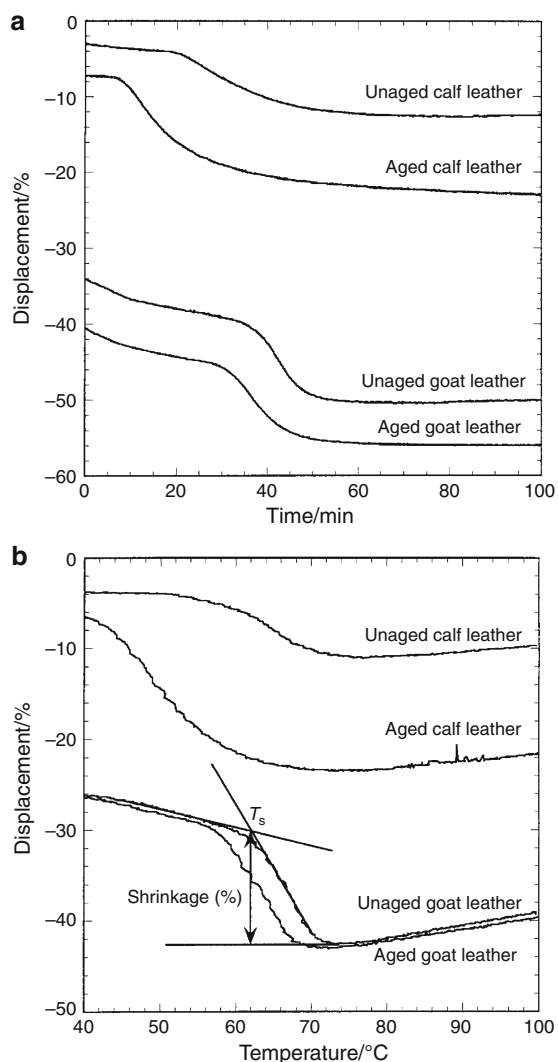 a
0
Unaged calf leather
–10
Aged calf leather
–20
Displacement/%
–30
–40
Unaged goat leather
–50
Aged goat leather
–60
0 20 40 60 80 100
Time/min
b
0
Unaged calf leather
–10
Aged calf leather
–20
Displacement/%
Ts
–30
Shrinkage (%)
Unaged goat leather
–40
Aged goat leather
–50
40 50 60 70 80 90 100
Temperature/°C